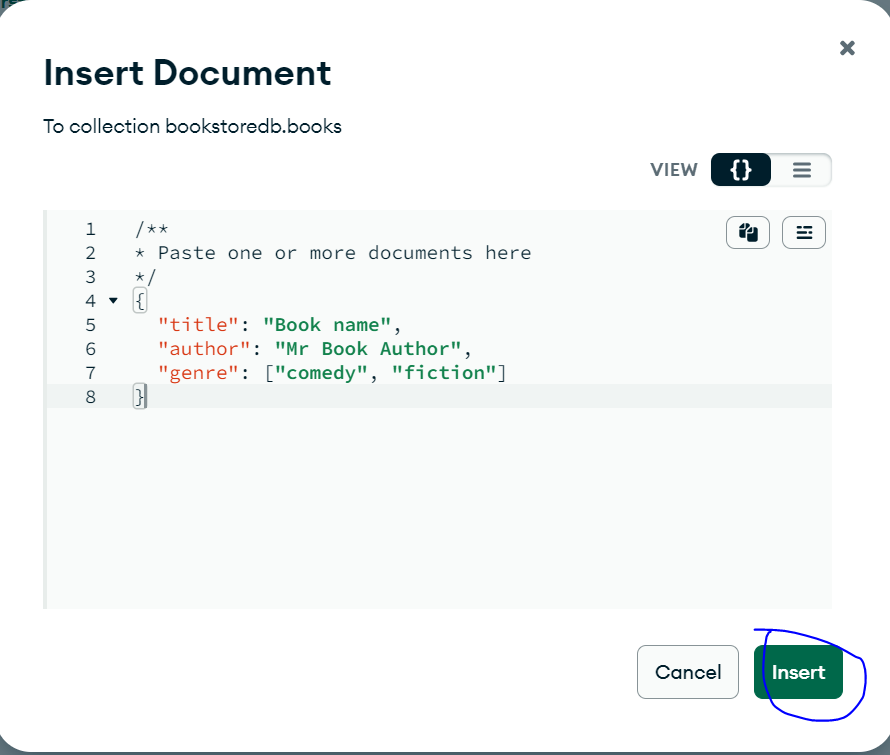 Insert Document
To collection bookstoredb.books
VIEW {}
1 /**
2 * Paste one or more documents here
3 */
4 {
5 "title": "Book name",
6 "author": "Mr Book Author",
7 "genre": ["comedy", "fiction"]
8 }
Cancel Insert